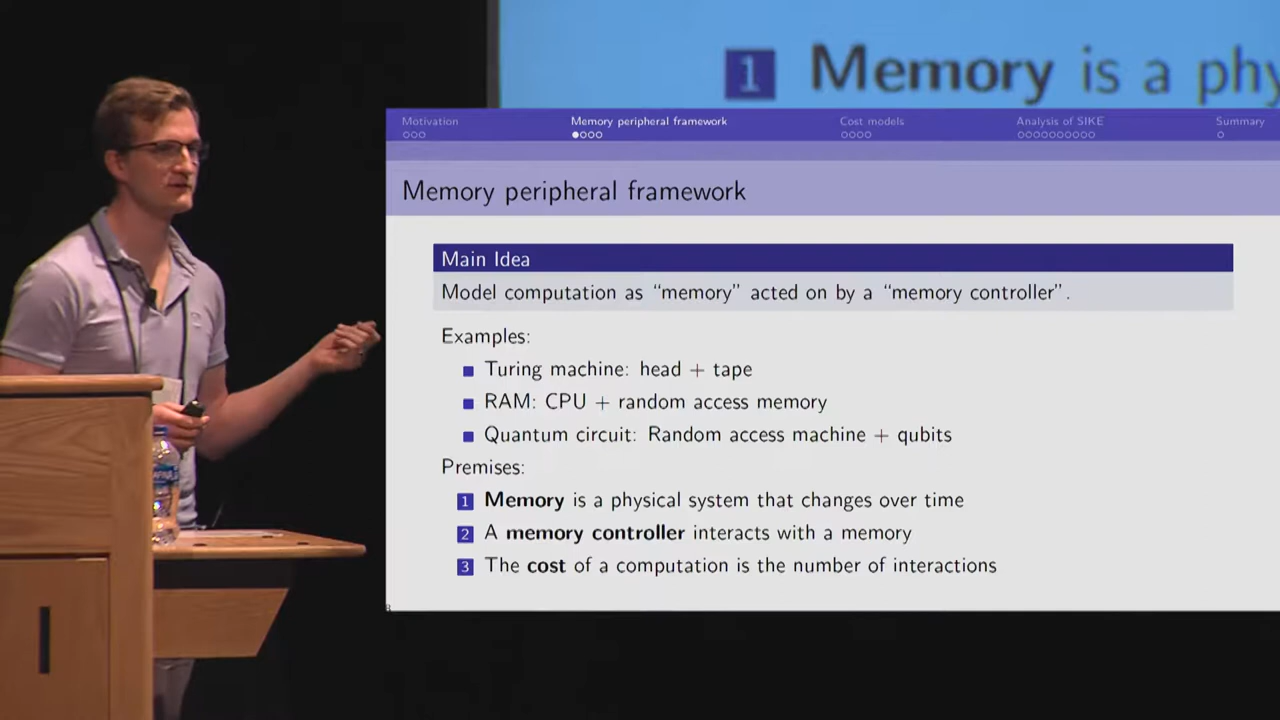 1 Memory is a phy
Motivation
Memory peripheral framework
Cost models
Analysis of SIKE
Summary
Memory peripheral framework
Main Idea
Model computation as “memory” acted on by a “memory controller”.
Examples:
Turing machine: head + tape
RAM: CPU + random access memory
Quantum circuit: Random access machine + qubits
Premises:
1 Memory is a physical system that changes over time
2 A memory controller interacts with a memory
3 The cost of a computation is the number of interactions